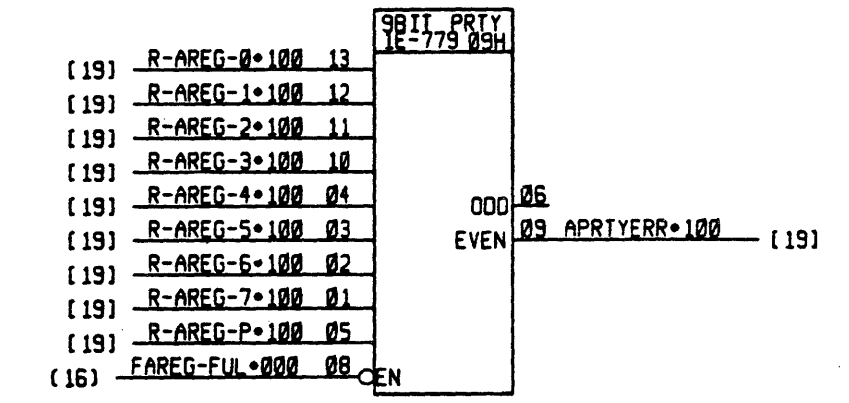 9BIT PRTY
IE-779 09H
[19] R-AREG-0•100 13
[19] R-AREG-1•100 12
[19] R-AREG-2•100 11
[19] R-AREG-3•100 10
[19] R-AREG-4•100 04
ODD 06
[19] R-AREG-5•100 03
EVEN 09 APRTYERR•100 [19]
[19] R-AREG-6•100 02
[19] R-AREG-7•100 01
[19] R-AREG-P•100 05
(16) FAREG-FUL•000 08 EN